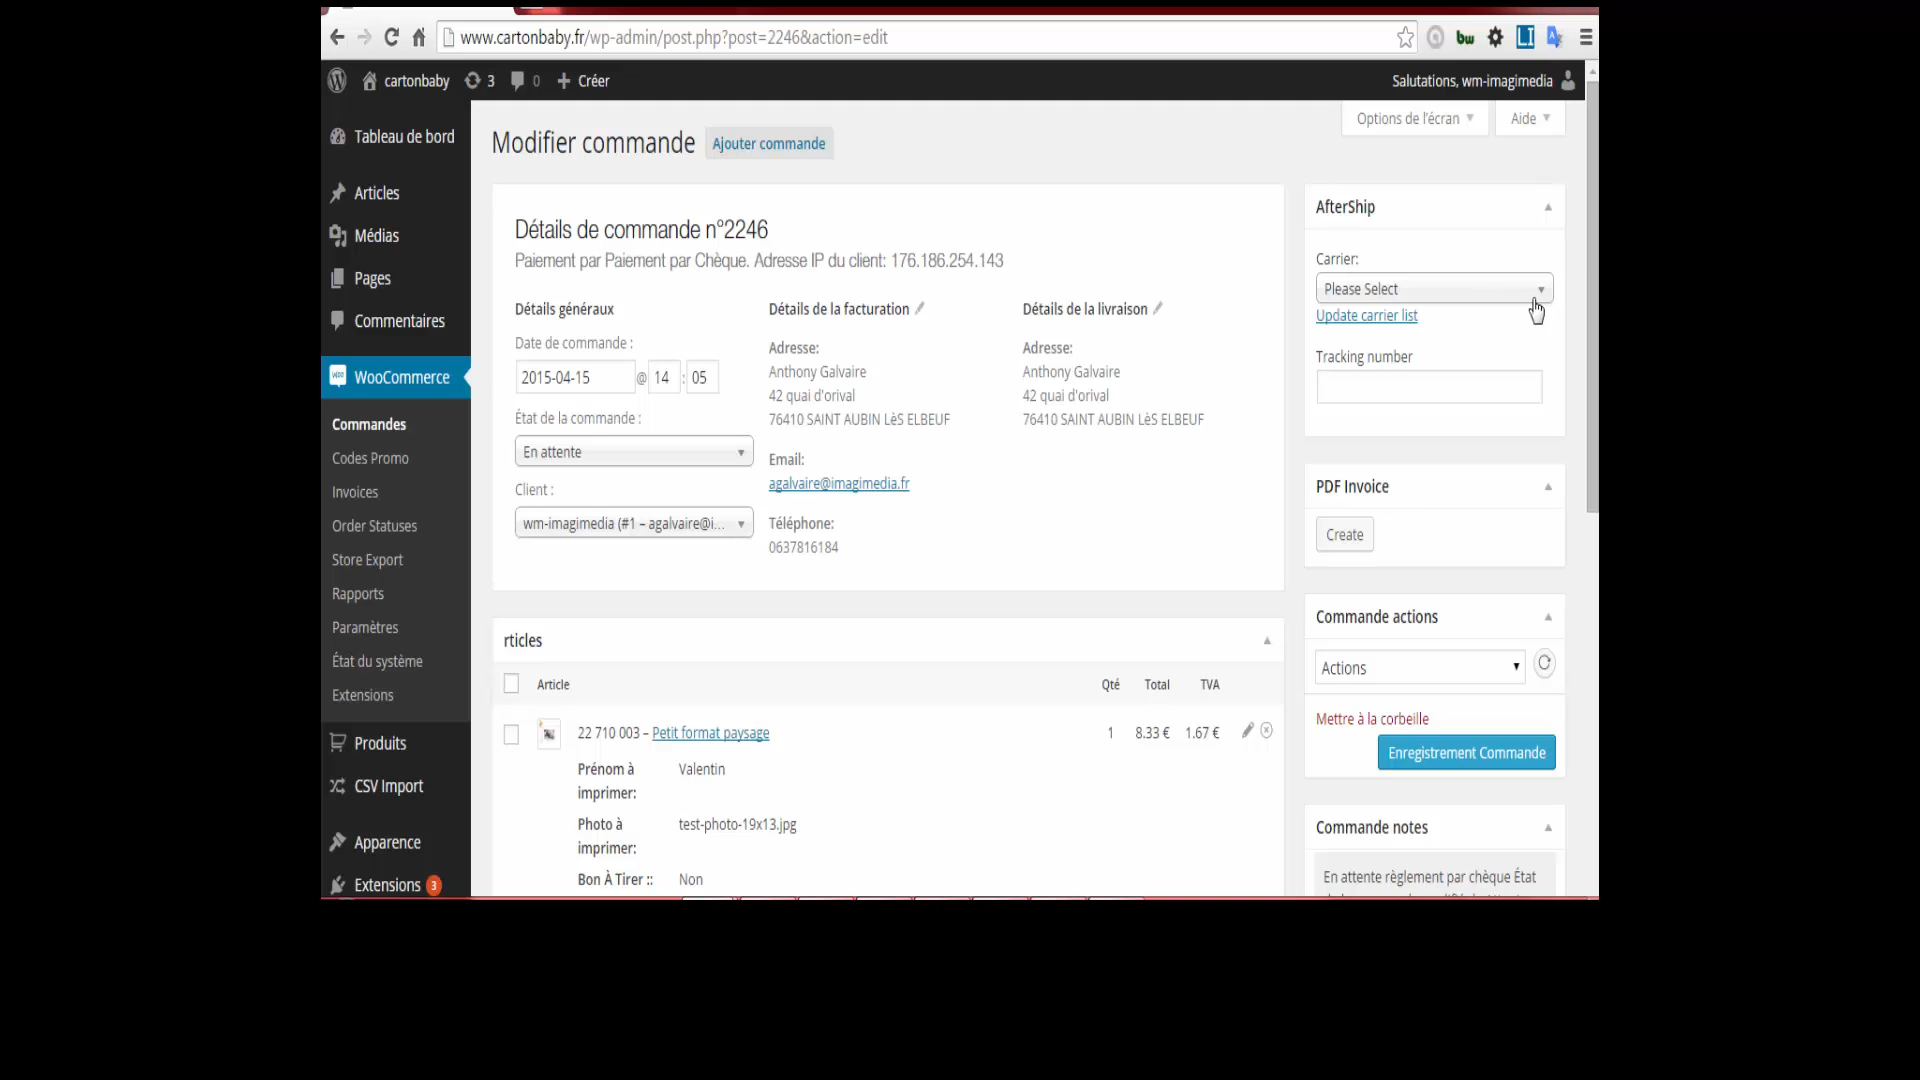 www.cartonbaby.fr/wp-admin/post.php?post=2246&action=edit
cartonbaby 3 0 Créer Salutations, wm-imagimedia
Options de l'écran Aide
Tableau de bord
Articles
Médias
Pages
Commentaires
WooCommerce
Commandes
Codes Promo
Invoices
Order Statuses
Store Export
Rapports
Paramètres
État du système
Extensions
Produits
CSV Import
Apparence
Extensions 3
Modifier commande Ajouter commande
Détails de commande n°2246
Paiement par Paiement par Chèque. Adresse IP du client: 176.186.254.143
Détails généraux
Date de commande :
2015-04-15 @ 14 : 05
État de la commande :
En attente
Client :
wm-imagimedia (#1 – agalvaire@i...
Détails de la facturation
Adresse:
Anthony Galvaire
42 quai d'orival
76410 SAINT AUBIN LèS ELBEUF
Email:
agalvaire@imagimedia.fr
Téléphone:
0637816184
Détails de la livraison
Adresse:
Anthony Galvaire
42 quai d'orival
76410 SAINT AUBIN LèS ELBEUF
rticles
Article Qté Total TVA
22 710 003 – Petit format paysage 1 8.33 € 1.67 €
Prénom à imprimer: Valentin
Photo à imprimer: test-photo-19x13.jpg
Bon À Tirer :: Non
AfterShip
Carrier:
Please Select
Update carrier list
Tracking number
PDF Invoice
Create
Commande actions
Actions
Mettre à la corbeille
Enregistrement Commande
Commande notes
En attente règlement par chèque État